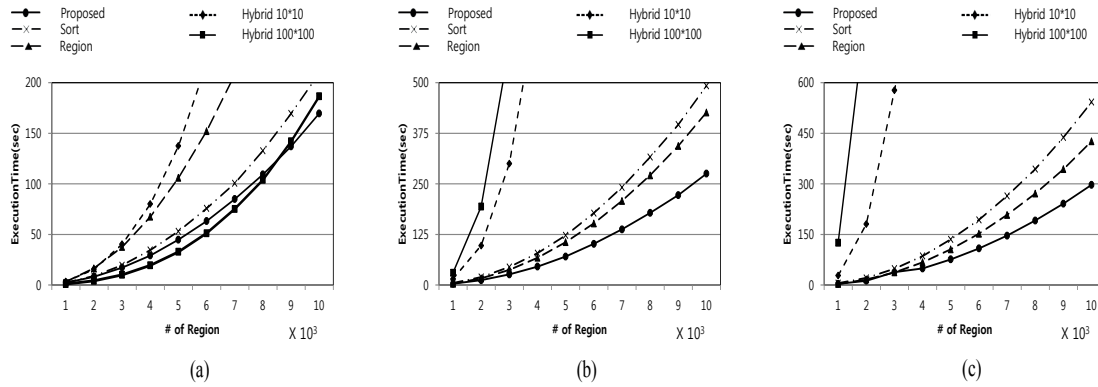 Proposed
Sort
Region
Hybrid 10*10
Hybrid 100*100
200
150
100
50
0
ExecutionTime(sec)
1 2 3 4 5 6 7 8 9 10
# of Region
X 10³
(a)
Proposed
Sort
Region
Hybrid 10*10
Hybrid 100*100
500
375
250
125
0
ExecutionTime(sec)
1 2 3 4 5 6 7 8 9 10
# of Region
X 10³
(b)
Proposed
Sort
Region
Hybrid 10*10
Hybrid 100*100
600
450
300
150
0
ExecutionTime(sec)
1 2 3 4 5 6 7 8 9 10
# of Region
X 10³
(c)